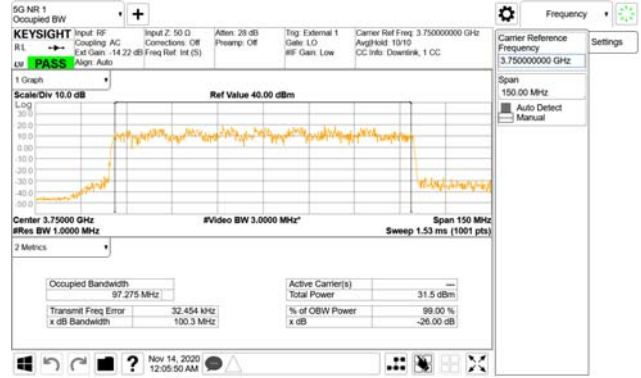 5G NR 1
Occupied BW
Frequency
Settings
KEYSIGHT
RL
LVI PASS
Input: RF
Coupling: AC
Ext Gain: -14.22 dB
Align: Auto
Input Z: 50 Ω
Corrections: Off
Freq Ref: Int (S)
Atten: 28 dB
Preamp: Off
Trig: External 1
Gate: LO
#IF Gain: Low
Carrier Ref Freq: 3.750000000 GHz
Avg|Hold: 10/10
CC Info: Downlink, 1 CC
Carrier Reference
Frequency
3.750000000 GHz
Span
150.00 MHz
Auto Detect
Manual
1 Graph
Scale/Div 10.0 dB
Ref Value 40.00 dBm
Log
30.0
20.0
10.0
0.00
-10.0
-20.0
-30.0
-40.0
-50.0
Center 3.75000 GHz
#Video BW 3.0000 MHz*
Span 150 MHz
#Res BW 1.0000 MHz
Sweep 1.53 ms (1001 pts)
2 Metrics
Occupied Bandwidth
97.275 MHz
Active Carrier(s)
---
Total Power
31.5 dBm
Transmit Freq Error
32.454 kHz
% of OBW Power
99.00 %
x dB Bandwidth
100.3 MHz
x dB
-26.00 dB
?
Nov 14, 2020
12:05:50 AM